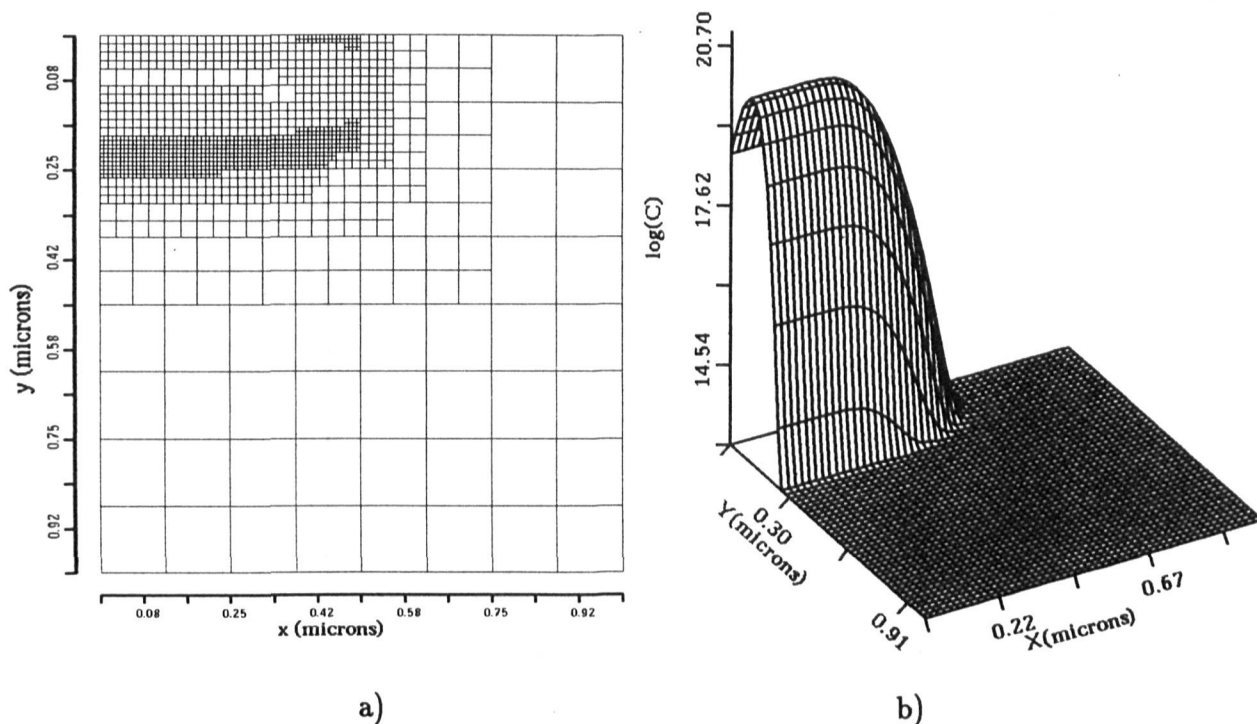 0.08
0.25
0.42
0.58
0.75
0.92
y (microns)
0.08 0.25 0.42 0.58 0.75 0.92
x (microns)
a)
20.70
17.62
14.54
log(C)
0.30
0.91
Y(microns)
0.22
0.67
X(microns)
b)